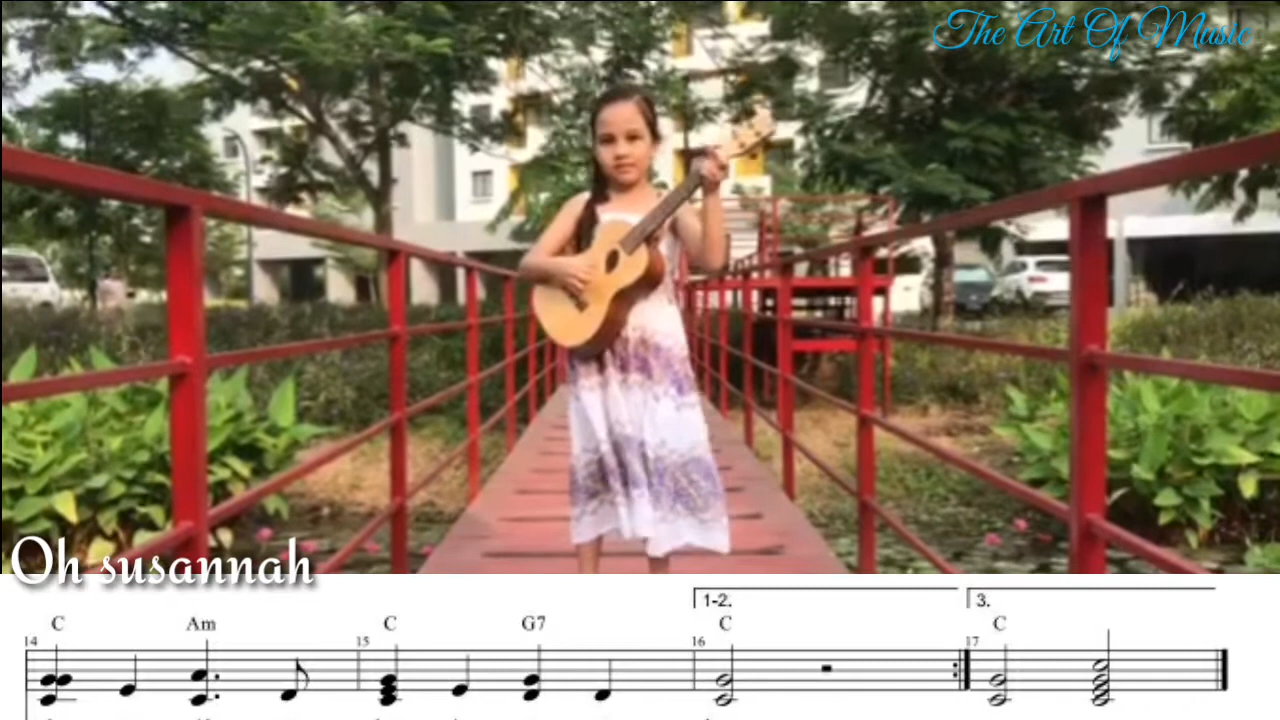 The Art Of Music
Oh susannah
1-2. 3.
C Am C G7 C C
14 15 16 17